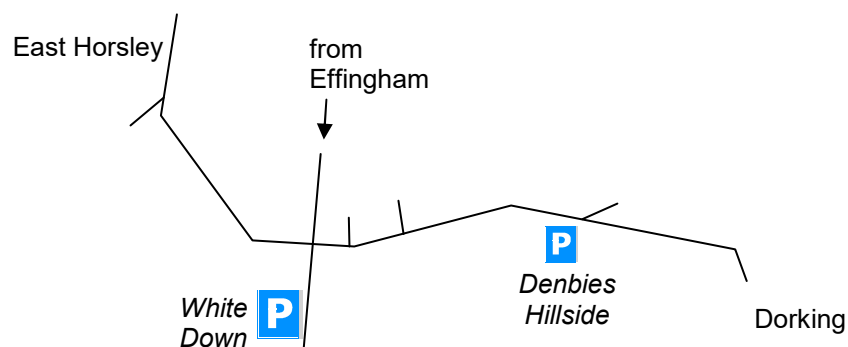 East Horsley
from
Effingham
P
Denbies
Hillside
White
Down
P
Dorking